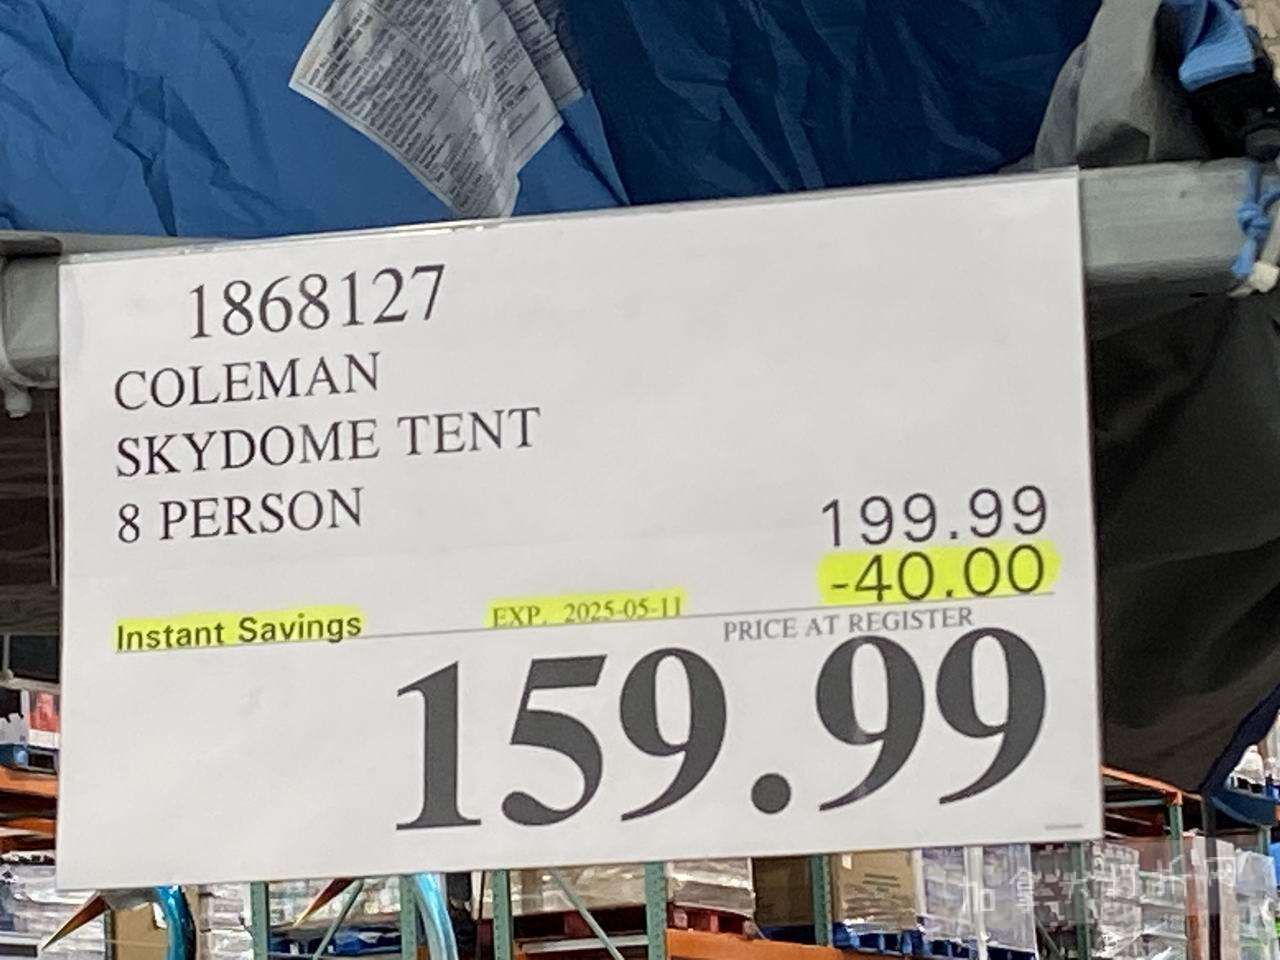 1868127
COLEMAN
SKYDOME TENT
8 PERSON
199.99
-40.00
Instant Savings EXP. 2025-05-11
PRICE AT REGISTER
159.99